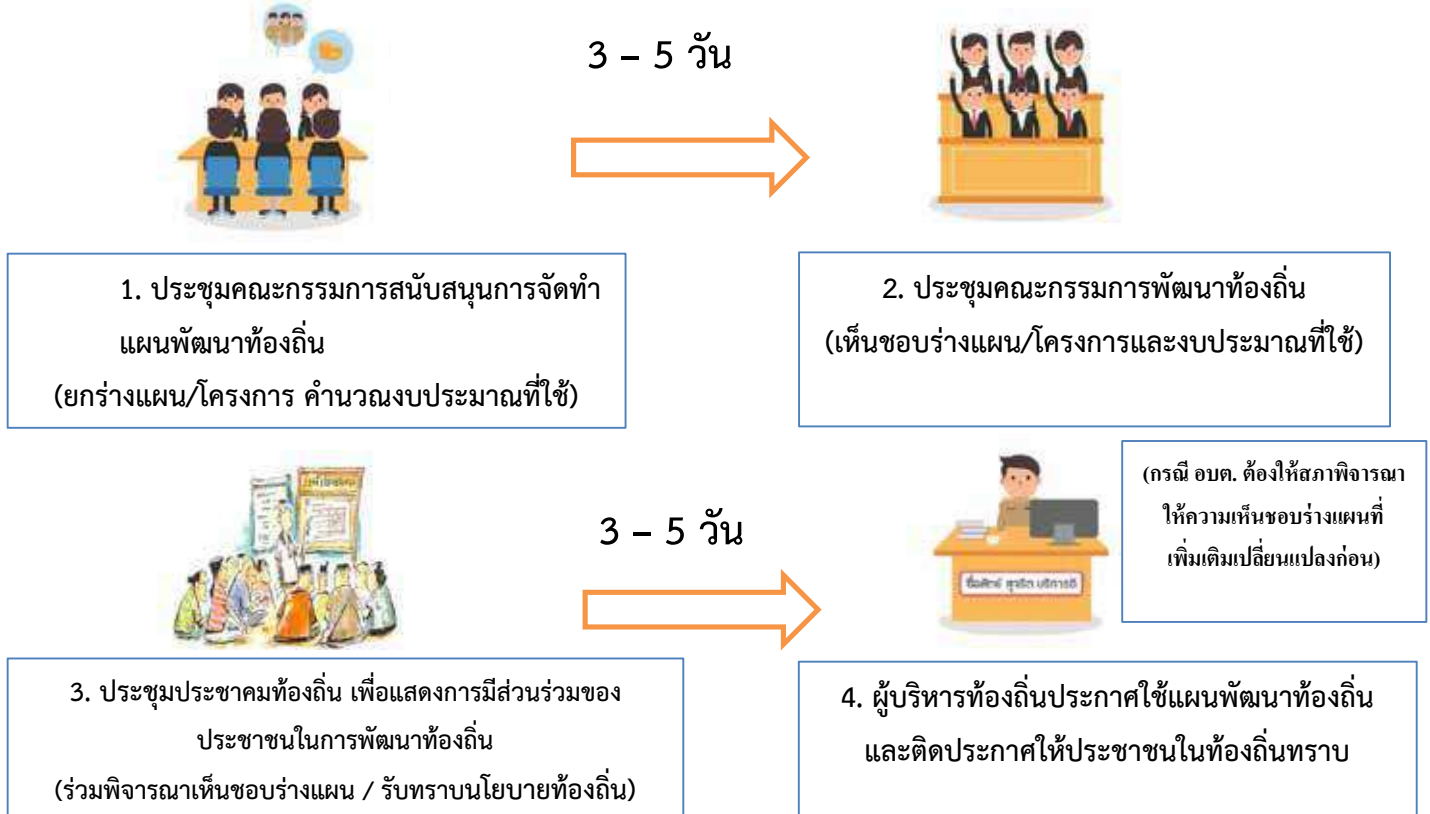 3 – 5 วัน
1. ประชุมคณะกรรมการสนับสนุนการจัดทำ
แผนพัฒนาท้องถิ่น
(ยกร่างแผน/โครงการ คำนวณงบประมาณที่ใช้)
2. ประชุมคณะกรรมการพัฒนาท้องถิ่น
(เห็นชอบร่างแผน/โครงการและงบประมาณที่ใช้)
3 – 5 วัน
ซื่อสัตย์ สุจริต บริการดี
(กรณี อบต. ต้องให้สภาพิจารณา
ให้ความเห็นชอบร่างแผนที่
เพิ่มเติมเปลี่ยนแปลงก่อน)
3. ประชุมประชาคมท้องถิ่น เพื่อแสดงการมีส่วนร่วมของ
ประชาชนในการพัฒนาท้องถิ่น
(ร่วมพิจารณาเห็นชอบร่างแผน / รับทราบนโยบายท้องถิ่น)
4. ผู้บริหารท้องถิ่นประกาศใช้แผนพัฒนาท้องถิ่น
และติดประกาศให้ประชาชนในท้องถิ่นทราบ